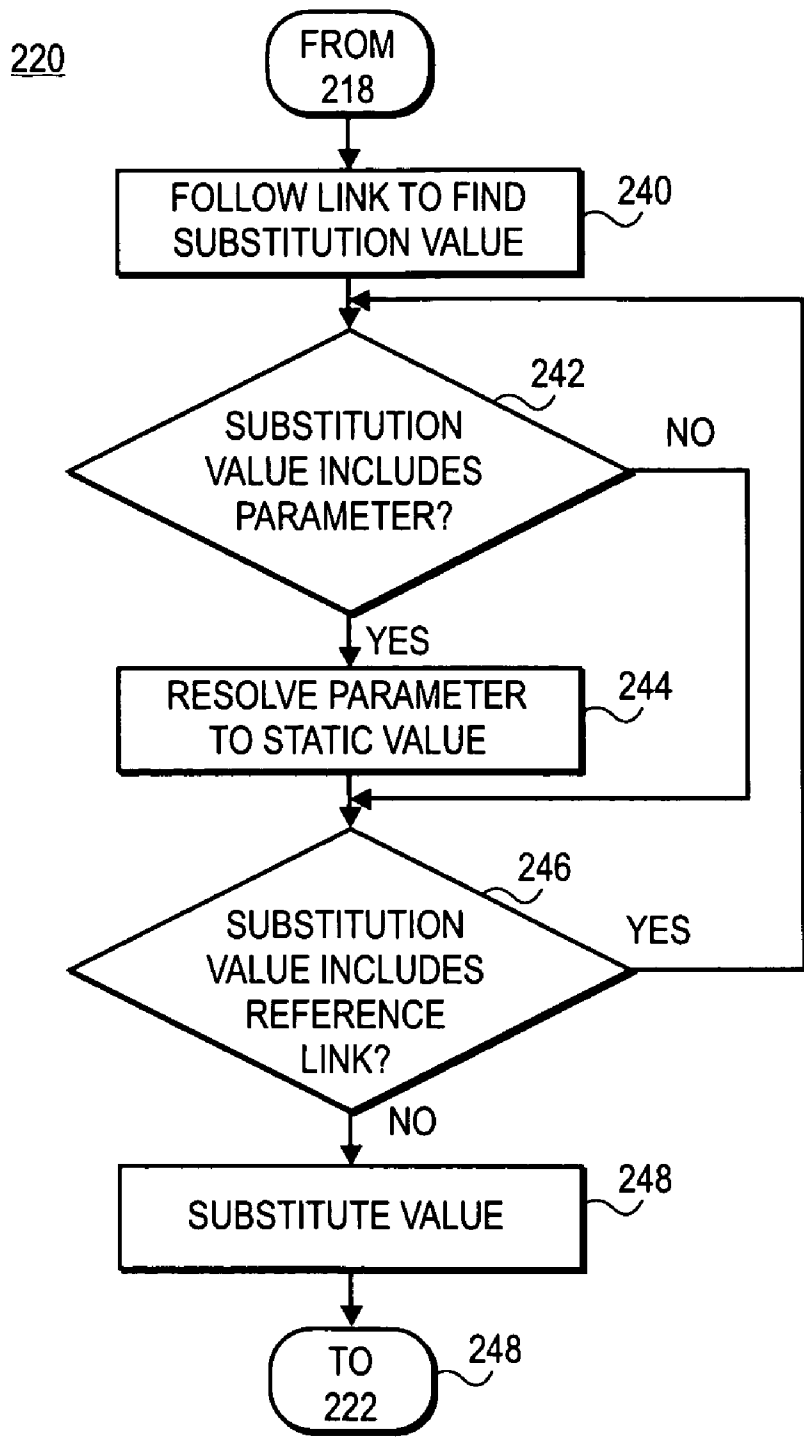 220
FROM
218
FOLLOW LINK TO FIND
SUBSTITUTION VALUE
240
242
SUBSTITUTION
VALUE INCLUDES
PARAMETER?
NO
YES
RESOLVE PARAMETER
TO STATIC VALUE
244
246
SUBSTITUTION
VALUE INCLUDES
REFERENCE
LINK?
YES
NO
SUBSTITUTE VALUE
248
TO
222
248